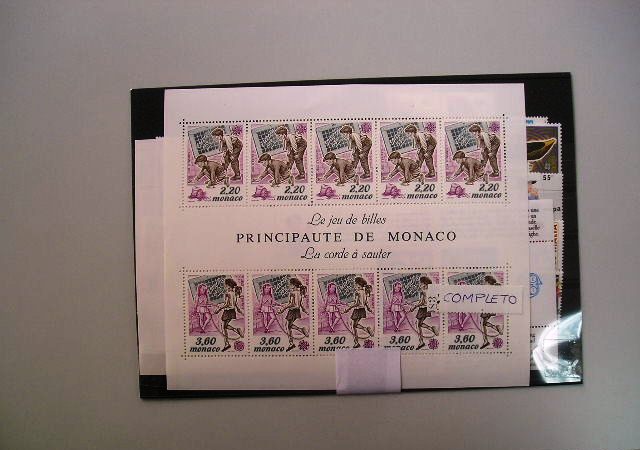 2,20 2,20 2,20 2,20 2,20
monaco monaco monaco monaco monaco
Le jeu de billes
PRINCIPAUTE DE MONACO
La corde à sauter
COMPLETO
3,60 3,60 3,60 3,60 3,60
monaco monaco monaco monaco monaco
55